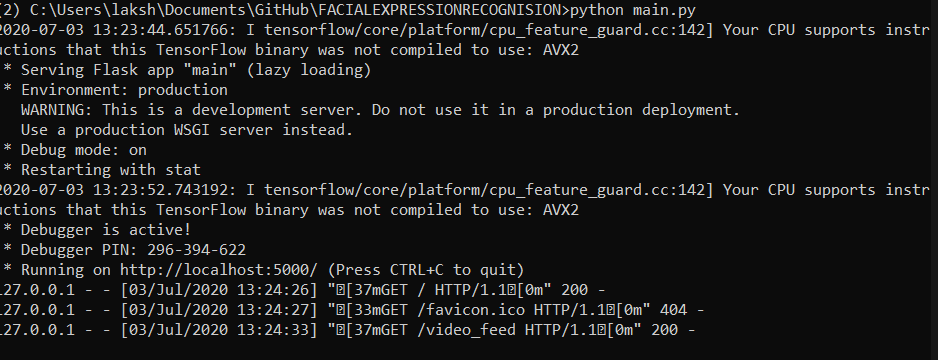 (2) C:\Users\laksh\Documents\GitHub\FACIALEXPRESSIONRECOGNISION>python main.py
2020-07-03 13:23:44.651766: I tensorflow/core/platform/cpu_feature_guard.cc:142] Your CPU supports instr
uctions that this TensorFlow binary was not compiled to use: AVX2
* Serving Flask app "main" (lazy loading)
* Environment: production
WARNING: This is a development server. Do not use it in a production deployment.
Use a production WSGI server instead.
* Debug mode: on
* Restarting with stat
2020-07-03 13:23:52.743192: I tensorflow/core/platform/cpu_feature_guard.cc:142] Your CPU supports instr
uctions that this TensorFlow binary was not compiled to use: AVX2
* Debugger is active!
* Debugger PIN: 296-394-622
* Running on http://localhost:5000/ (Press CTRL+C to quit)
127.0.0.1 - - [03/Jul/2020 13:24:26] "�[37mGET / HTTP/1.1�[0m" 200 -
127.0.0.1 - - [03/Jul/2020 13:24:27] "�[33mGET /favicon.ico HTTP/1.1�[0m" 404 -
127.0.0.1 - - [03/Jul/2020 13:24:33] "�[37mGET /video_feed HTTP/1.1�[0m" 200 -